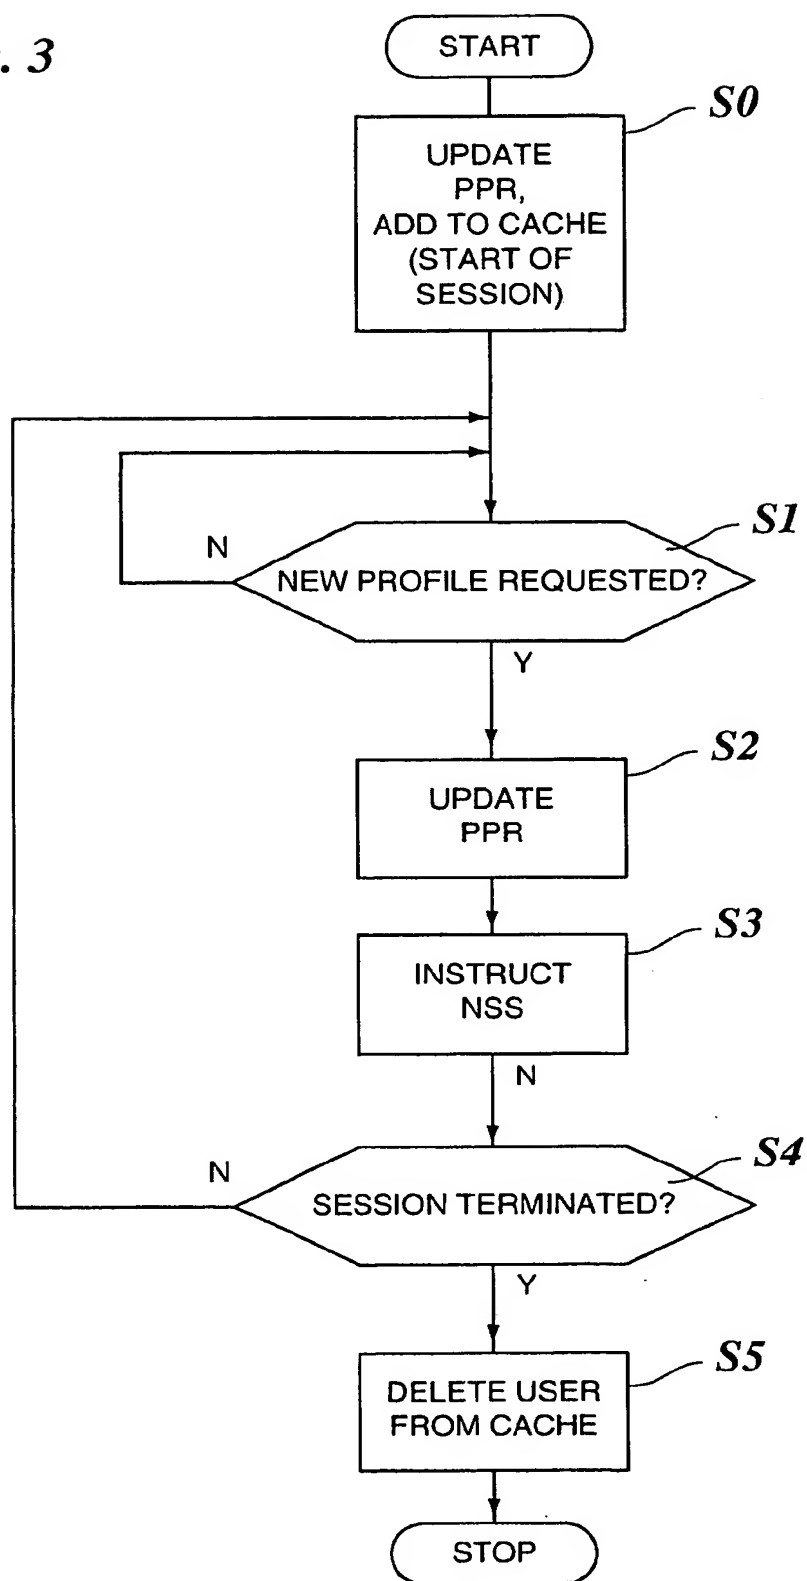 . 3
START
S0
UPDATE
PPR,
ADD TO CACHE
(START OF
SESSION)
S1
N
NEW PROFILE REQUESTED?
Y
S2
UPDATE
PPR
S3
INSTRUCT
NSS
N
S4
N
SESSION TERMINATED?
Y
S5
DELETE USER
FROM CACHE
STOP